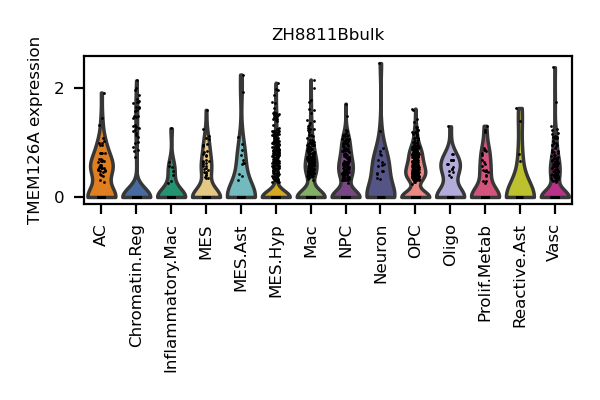 ZH8811Bbulk
TMEM126A expression
2
0
AC
Chromatin.Reg
Inflammatory.Mac
MES
MES.Ast
MES.Hyp
Mac
NPC
Neuron
OPC
Oligo
Prolif.Metab
Reactive.Ast
Vasc